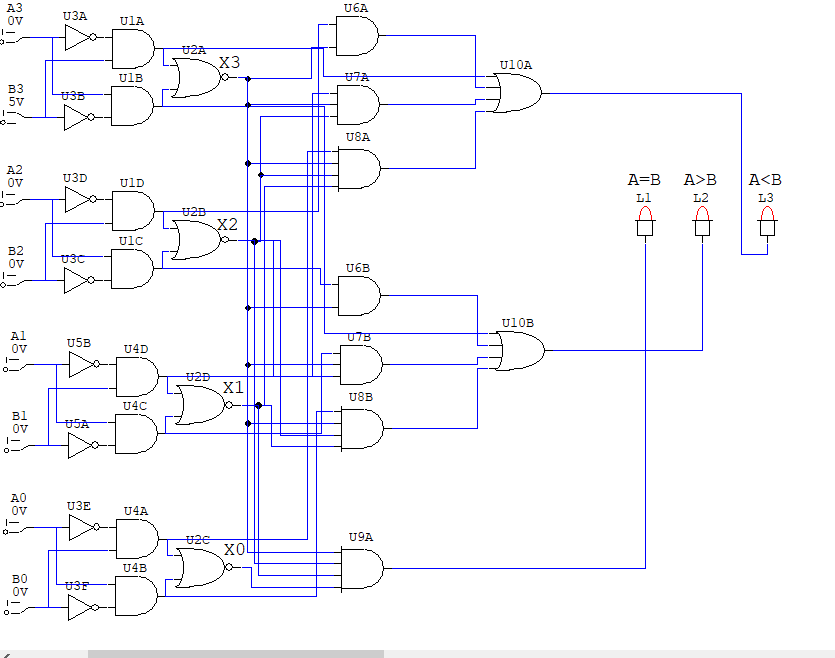 A3
0V
U3A
U1A
U2A
X3
U6A
B3
5V
U3B
U1B
U7A
U10A
U8A
A2
0V
U3D
U1D
U2B
X2
A=B
A>B
A<B
L1
L2
L3
B2
0V
U3C
U1C
U6B
A1
0V
U5B
U4D
U2D
X1
U7B
U10B
B1
0V
U5A
U4C
U8B
A0
0V
U3E
U4A
U2C
X0
U9A
B0
0V
U3F
U4B